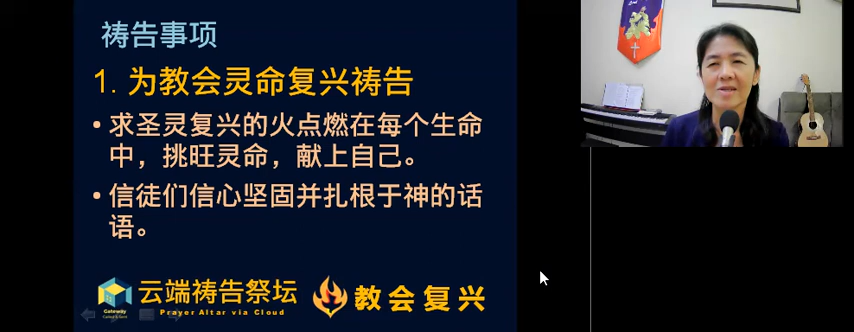 祷告事项
1. 为教会灵命复兴祷告
• 求圣灵复兴的火点燃在每个生命
中，挑旺灵命，献上自己。
• 信徒们信心坚固并扎根于神的话
语。
云端祷告祭坛
Prayer Altar via Cloud
Gateway
教会复兴